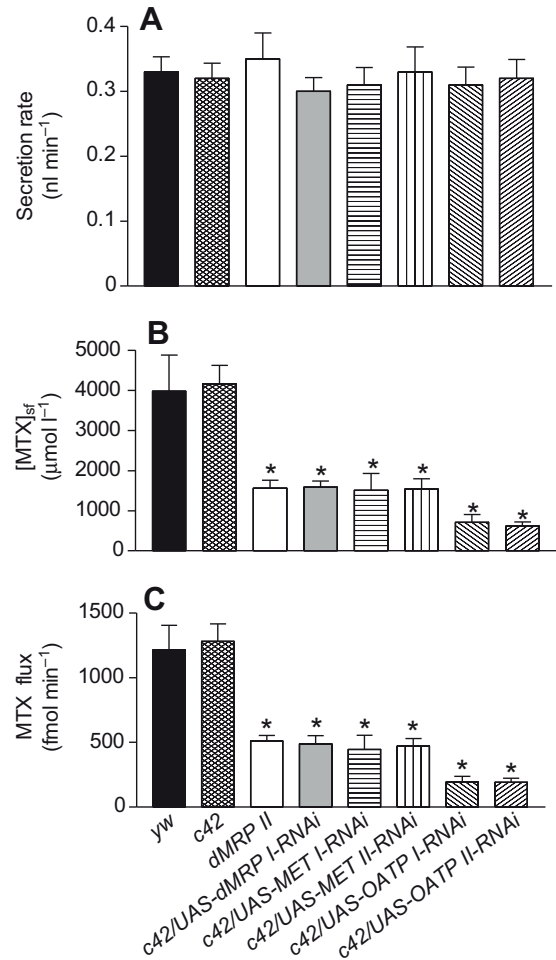 A
Secretion rate
(nl min⁻¹)
0.4
0.3
0.2
0.1
0
B
[MTX]sf
(μmol l⁻¹)
5000
4000
3000
2000
1000
0
* * * * * *
C
MTX flux
(fmol min⁻¹)
1500
1000
500
0
* * * * * *
yw
c42
dMRP II
c42/UAS-dMRP I-RNAi
c42/UAS-MET I-RNAi
c42/UAS-MET II-RNAi
c42/UAS-OATP I-RNAi
c42/UAS-OATP II-RNAi